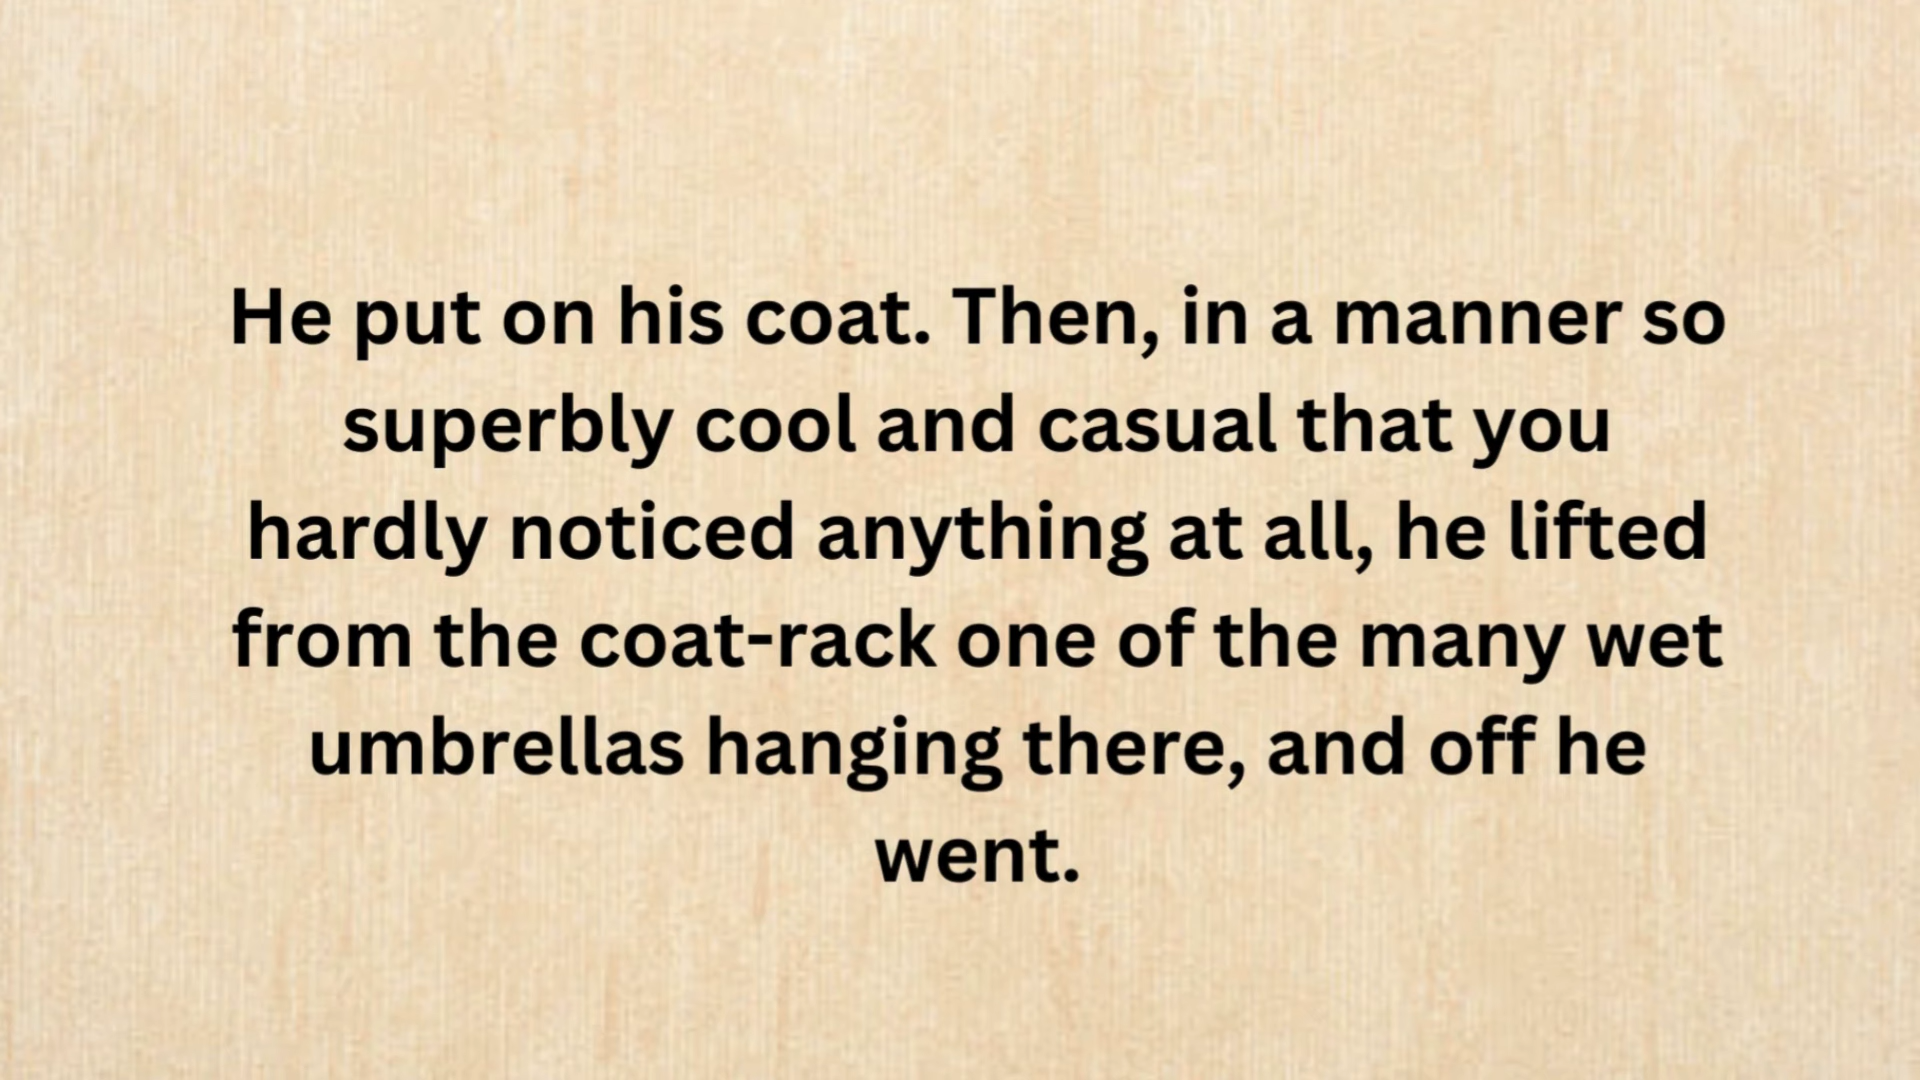 He put on his coat. Then, in a manner so
superbly cool and casual that you
hardly noticed anything at all, he lifted
from the coat-rack one of the many wet
umbrellas hanging there, and off he
went.